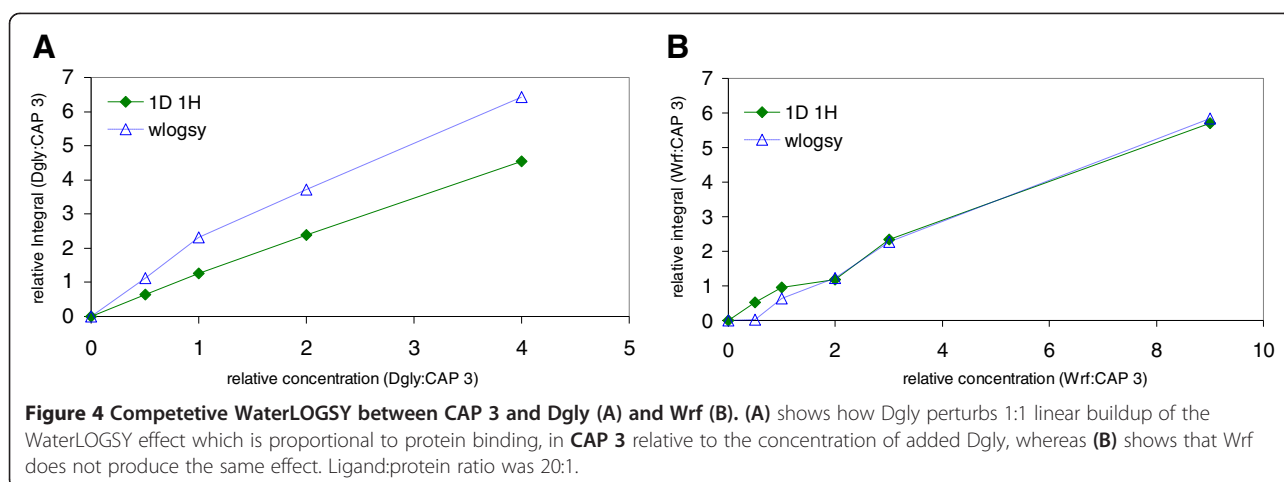 A
7
6
5
4
3
2
1
0
relative Integral (Dgly:CAP 3)
1D 1H
wlogsy
0 1 2 3 4 5
relative concentration (Dgly:CAP 3)
B
7
6
5
4
3
2
1
0
relative integral (Wrf:CAP 3)
1D 1H
wlogsy
0 2 4 6 8 10
relative concentration (Wrf:CAP 3)
Figure 4 Competetive WaterLOGSY between CAP 3 and Dgly (A) and Wrf (B). (A) shows how Dgly perturbs 1:1 linear buildup of the
WaterLOGSY effect which is proportional to protein binding, in CAP 3 relative to the concentration of added Dgly, whereas (B) shows that Wrf
does not produce the same effect. Ligand:protein ratio was 20:1.